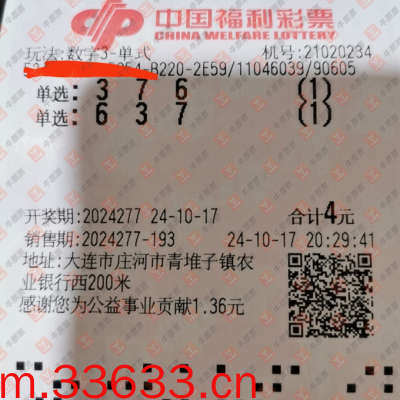 中国福利彩票
CHINA WELFARE LOTTERY
玩法:数字3-单式 机号:21020234
B220-2E59/11046039/90605
单选: 3 7 6 (1)
单选: 6 3 7 (1)
开奖期:2024277 24-10-17 合计4元
销售期:2024277-193 24-10-17 20:29:41
地址:大连市庄河市青堆子镇农
业银行西200米
感谢您为公益事业贡献1.36元
m.33633.cn